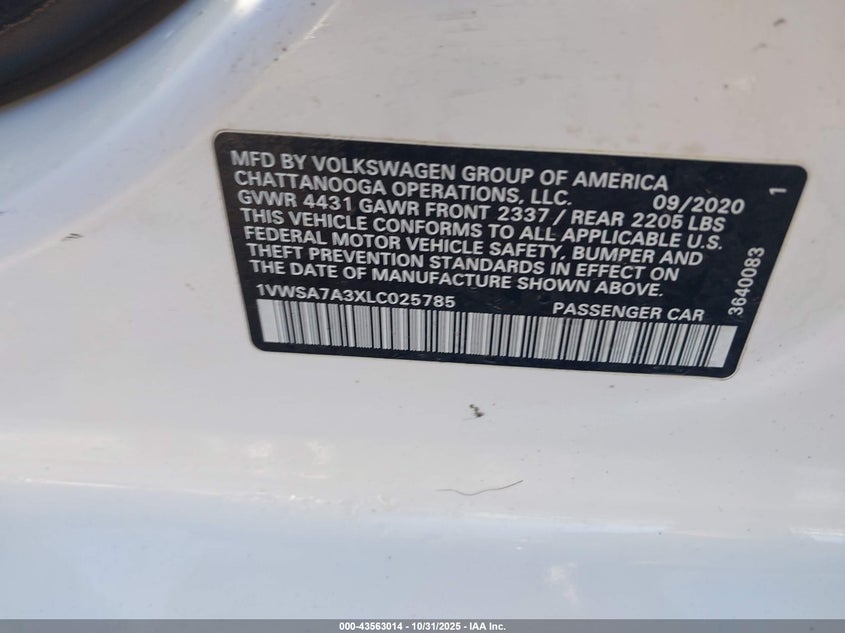 MFD BY VOLKSWAGEN GROUP OF AMERICA
CHATTANOOGA OPERATIONS, LLC. 09/2020 1
GVWR 4431 GAWR FRONT 2337 / REAR 2205 LBS
THIS VEHICLE CONFORMS TO ALL APPLICABLE U.S.
FEDERAL MOTOR VEHICLE SAFETY, BUMPER AND
THEFT PREVENTION STANDARDS IN EFFECT ON
THE DATE OF MANUFACTURE SHOWN ABOVE.
1VWSA7A3XLC025785 PASSENGER CAR
3640083
000-43563014 - 10/31/2025 - IAA Inc.